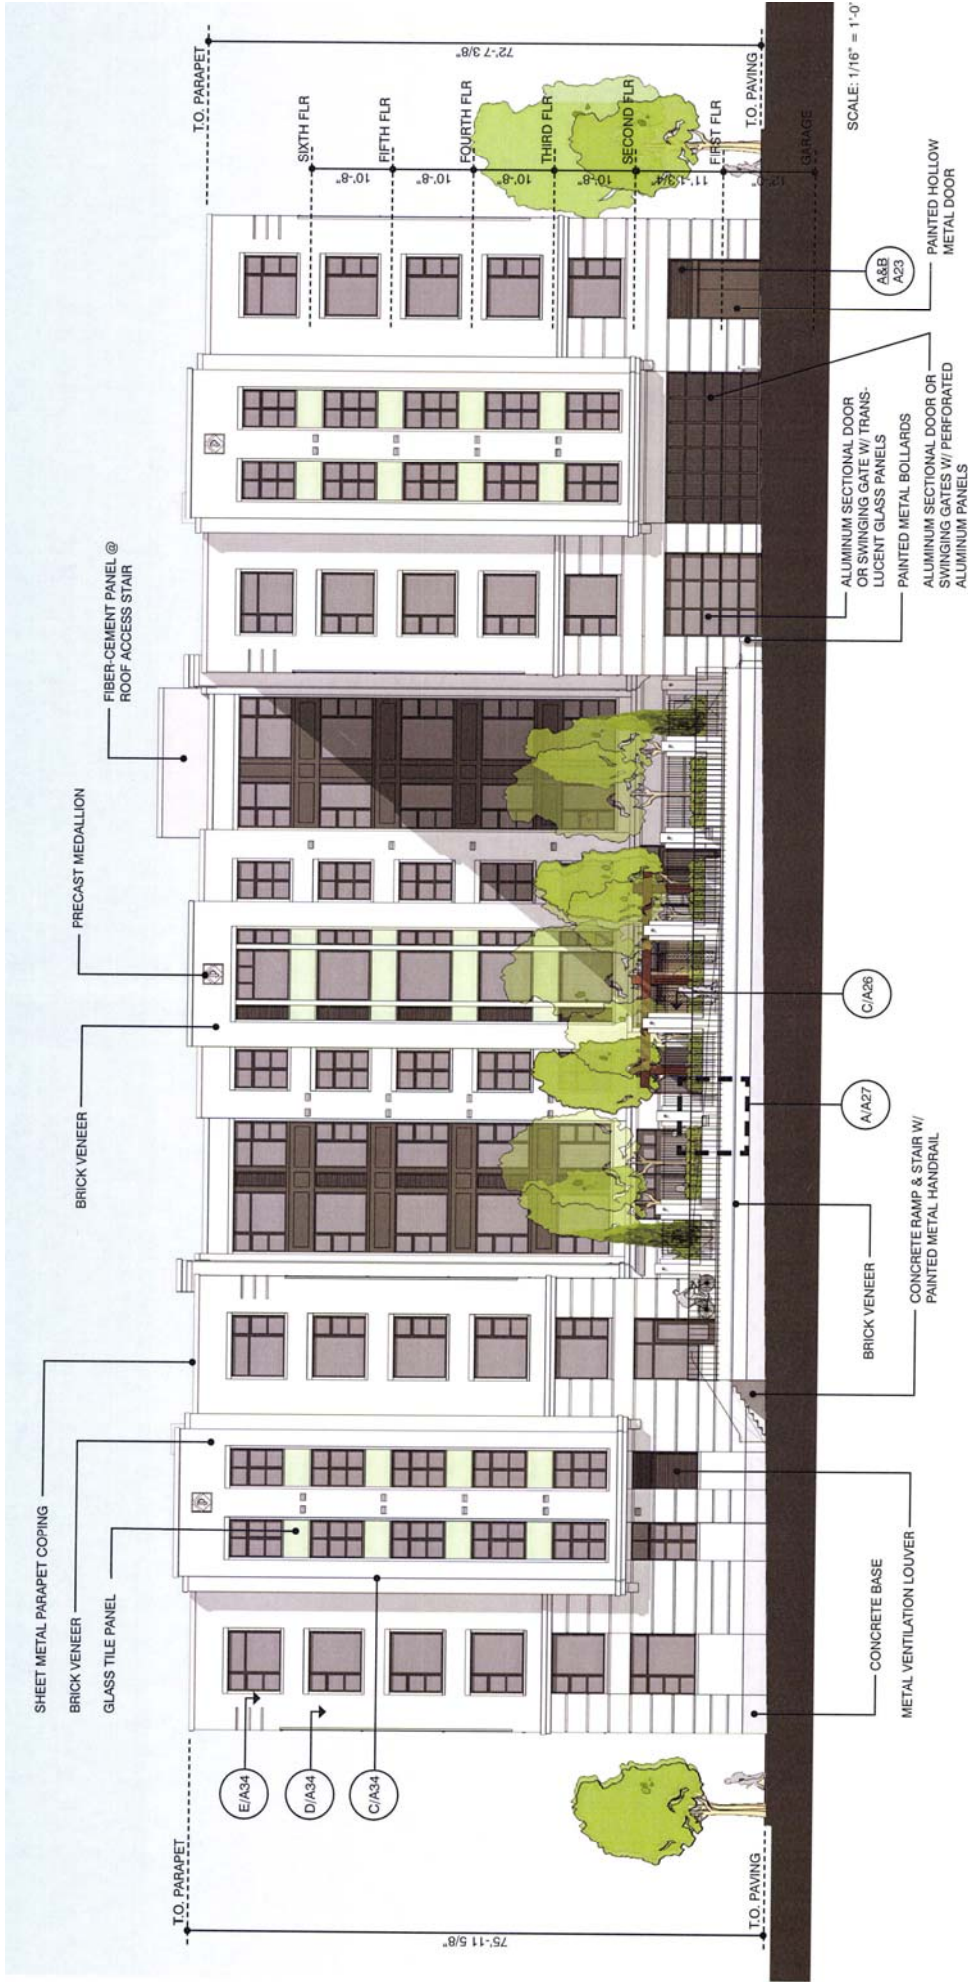 SHEET METAL PARAPET COPING
BRICK VENEER
GLASS TILE PANEL
BRICK VENEER
PRECAST MEDALLION
FIBER-CEMENT PANEL @
ROOF ACCESS STAIR
T.O. PARAPET
75'-11 5/8"
T.O. PAVING
E/A34
D/A34
C/A34
T.O. PARAPET
72'-7 3/8"
SIXTH FLR
10'-8"
FIFTH FLR
10'-8"
FOURTH FLR
10'-8"
THIRD FLR
10'-8"
SECOND FLR
11'-1 3/4"
FIRST FLR
12'-0"
T.O. PAVING
GARAGE
SCALE: 1/16" = 1'-0"
CONCRETE BASE
METAL VENTILATION LOUVER
BRICK VENEER
CONCRETE RAMP & STAIR W/
PAINTED METAL HANDRAIL
A/A27
C/A26
ALUMINUM SECTIONAL DOOR
OR SWINGING GATE W/ TRANS-
LUCENT GLASS PANELS
PAINTED METAL BOLLARDS
ALUMINUM SECTIONAL DOOR OR
SWINGING GATES W/ PERFORATED
ALUMINUM PANELS
A&B
A23
PAINTED HOLLOW
METAL DOOR